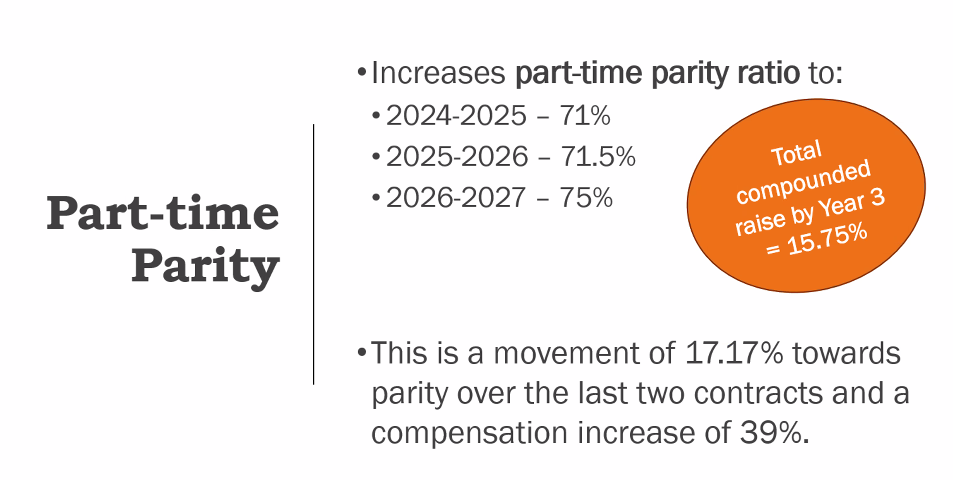 Part-time
Parity
•Increases part-time parity ratio to:
•2024-2025 – 71%
•2025-2026 – 71.5%
•2026-2027 – 75%
Total
compounded
raise by Year 3
= 15.75%
•This is a movement of 17.17% towards
parity over the last two contracts and a
compensation increase of 39%.